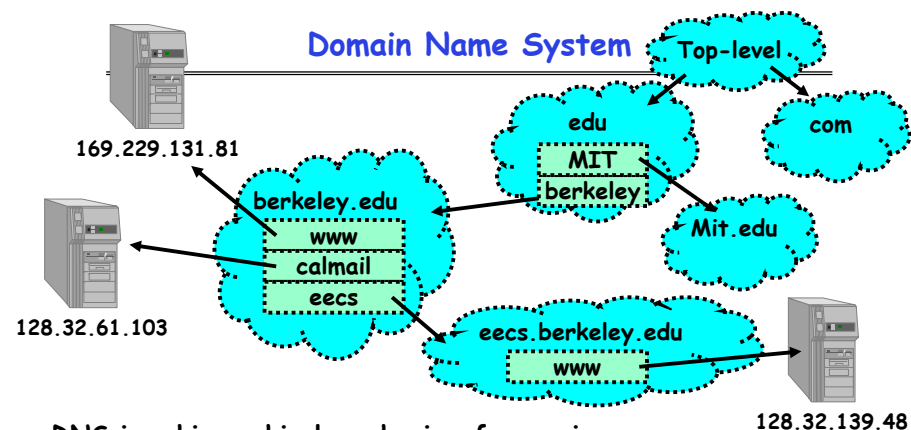 Domain Name System
Top-level
edu
com
MIT
berkeley
Mit.edu
169.229.131.81
berkeley.edu
www
calmail
eecs
128.32.61.103
eecs.berkeley.edu
www
128.32.139.48